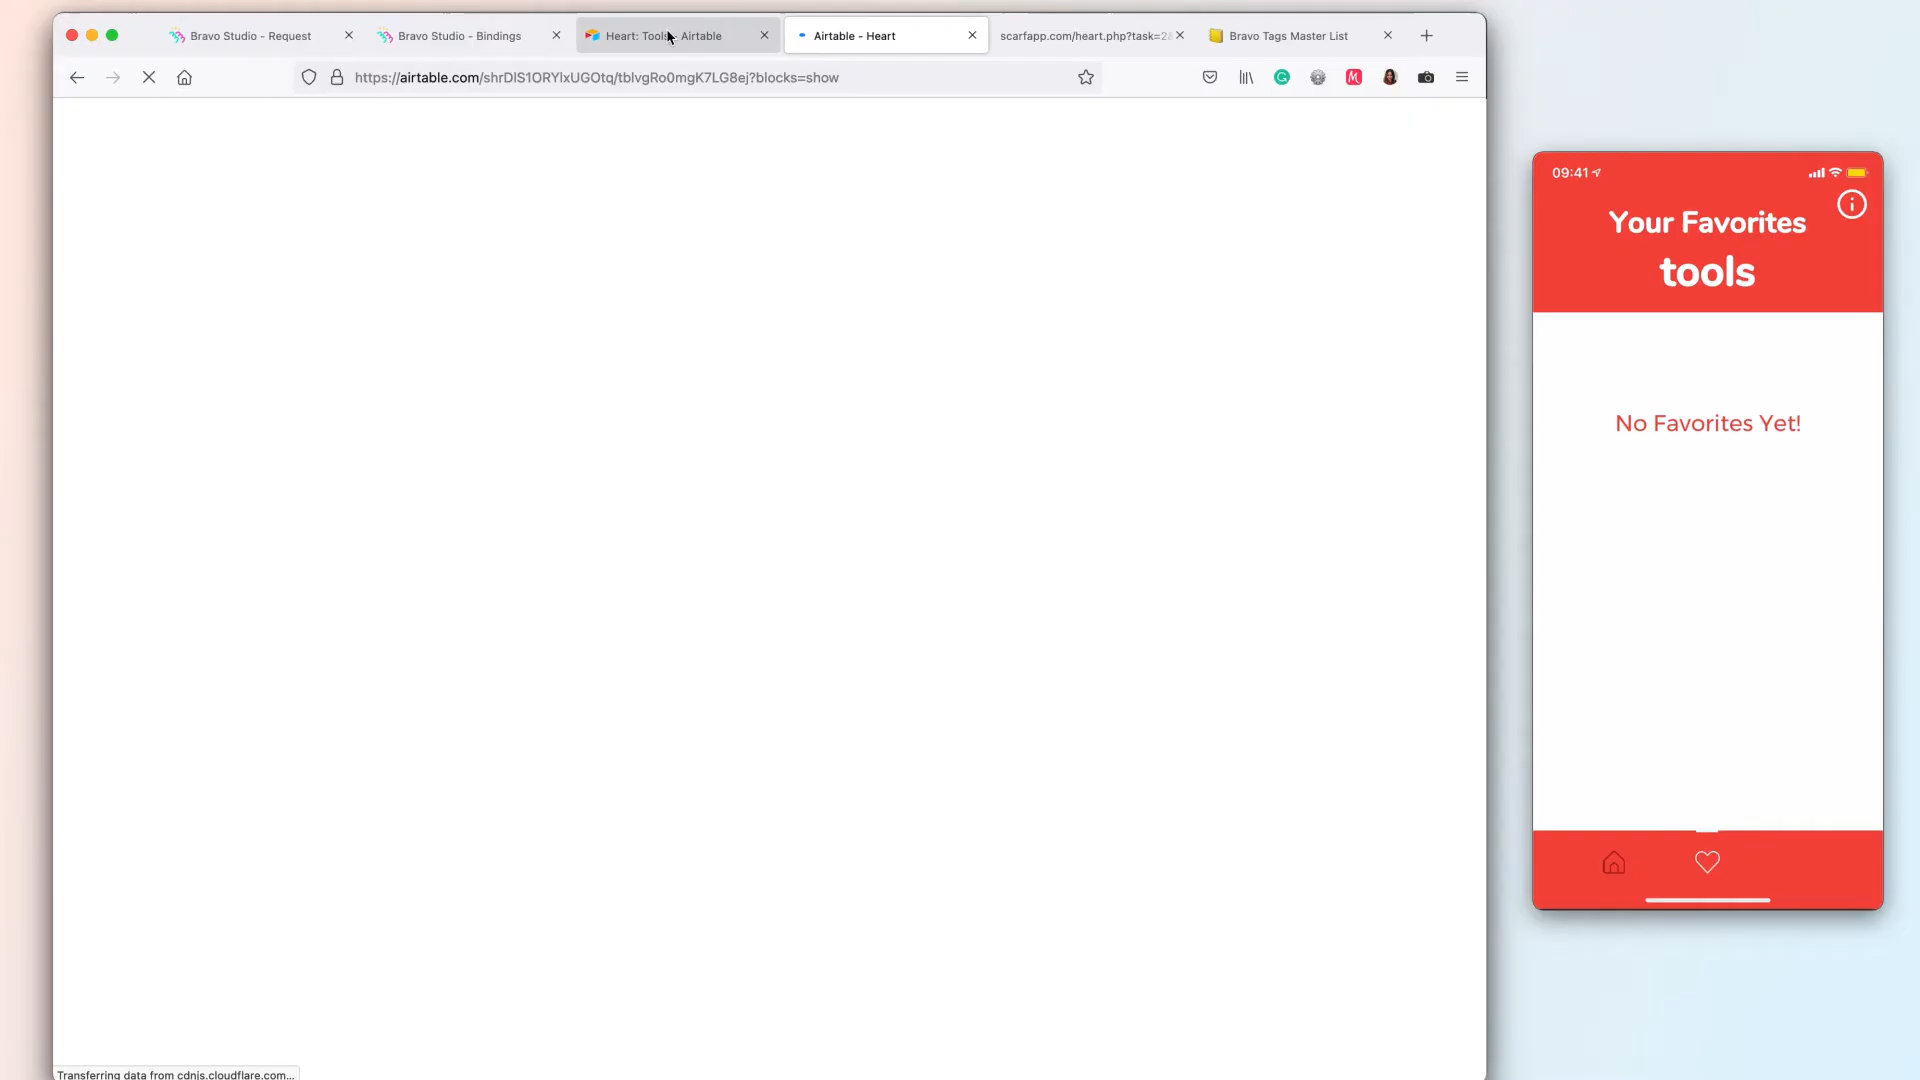 Bravo Studio - Request
Bravo Studio - Bindings
Heart: Tools - Airtable
Airtable - Heart
scarfapp.com/heart.php?task=2
Bravo Tags Master List
https://airtable.com/shrDlS1ORYlxUGOtq/tblvgRo0mgK7LG8ej?blocks=show
09:41
Your Favorites
tools
No Favorites Yet!
Transferring data from cdnjs.cloudflare.com...